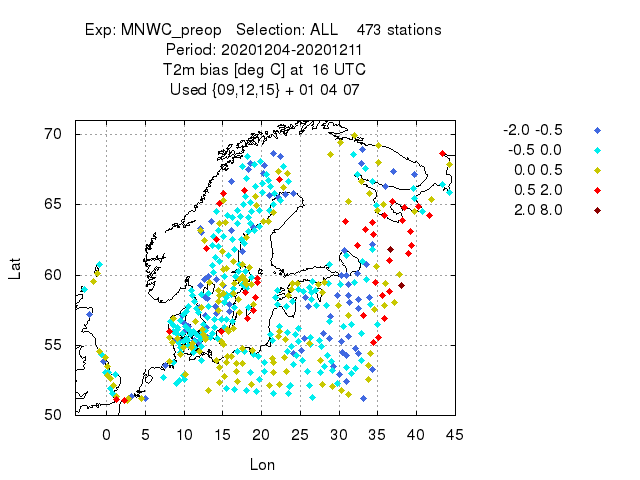 Exp: MNWC_preop   Selection: ALL    473 stations
Period: 20201204-20201211
T2m bias [deg C] at  16 UTC
Used {09,12,15} + 01 04 07
-2.0 -0.5
-0.5 0.0
0.0 0.5
0.5 2.0
2.0 8.0
70
65
60
55
50
Lat
0 5 10 15 20 25 30 35 40 45
Lon